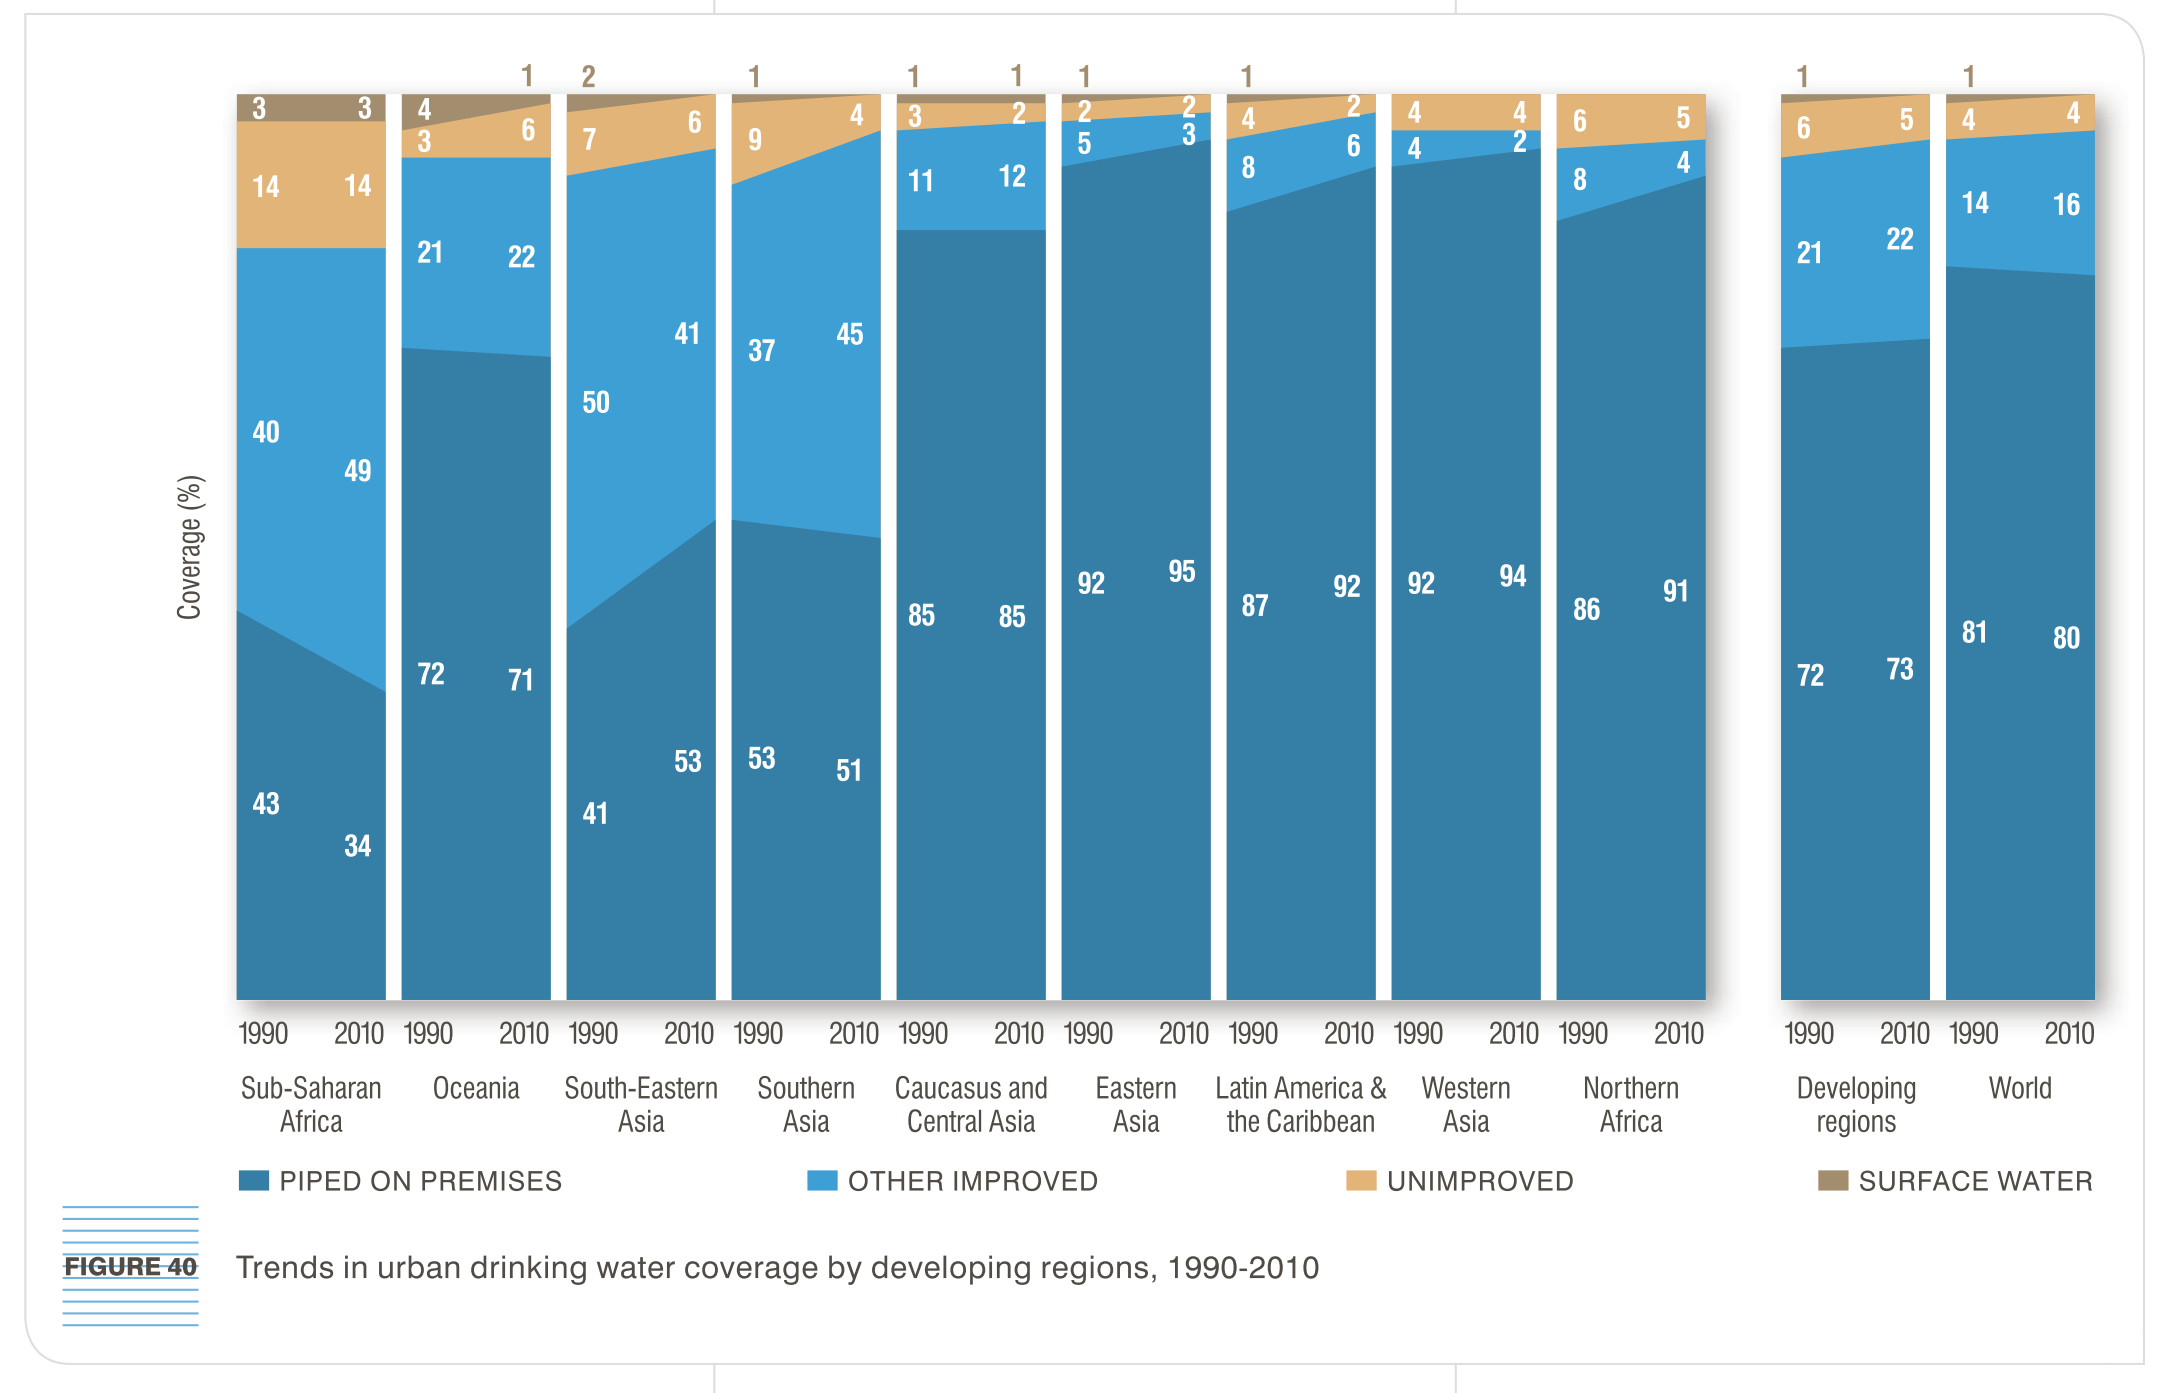 1 2 1 1 1 1 1 1 1
3 3 4 6 7 6 9 4 3 2 2 2 4 2 4 4 6 5 6 5 4 4
14 14 3 5 3 8 6 4 2 8 4
21 22 50 41 37 45 11 12 21 22 14 16
40 49
43 34 72 71 41 53 53 51 85 85 92 95 87 92 92 94 86 91 72 73 81 80
Coverage (%)
1990 2010 1990 2010 1990 2010 1990 2010 1990 2010 1990 2010 1990 2010 1990 2010 1990 2010 1990 2010 1990 2010
Sub-Saharan Africa
Oceania
South-Eastern Asia
Southern Asia
Caucasus and Central Asia
Eastern Asia
Latin America & the Caribbean
Western Asia
Northern Africa
Developing regions
World
PIPED ON PREMISES OTHER IMPROVED UNIMPROVED SURFACE WATER
FIGURE 40 Trends in urban drinking water coverage by developing regions, 1990-2010